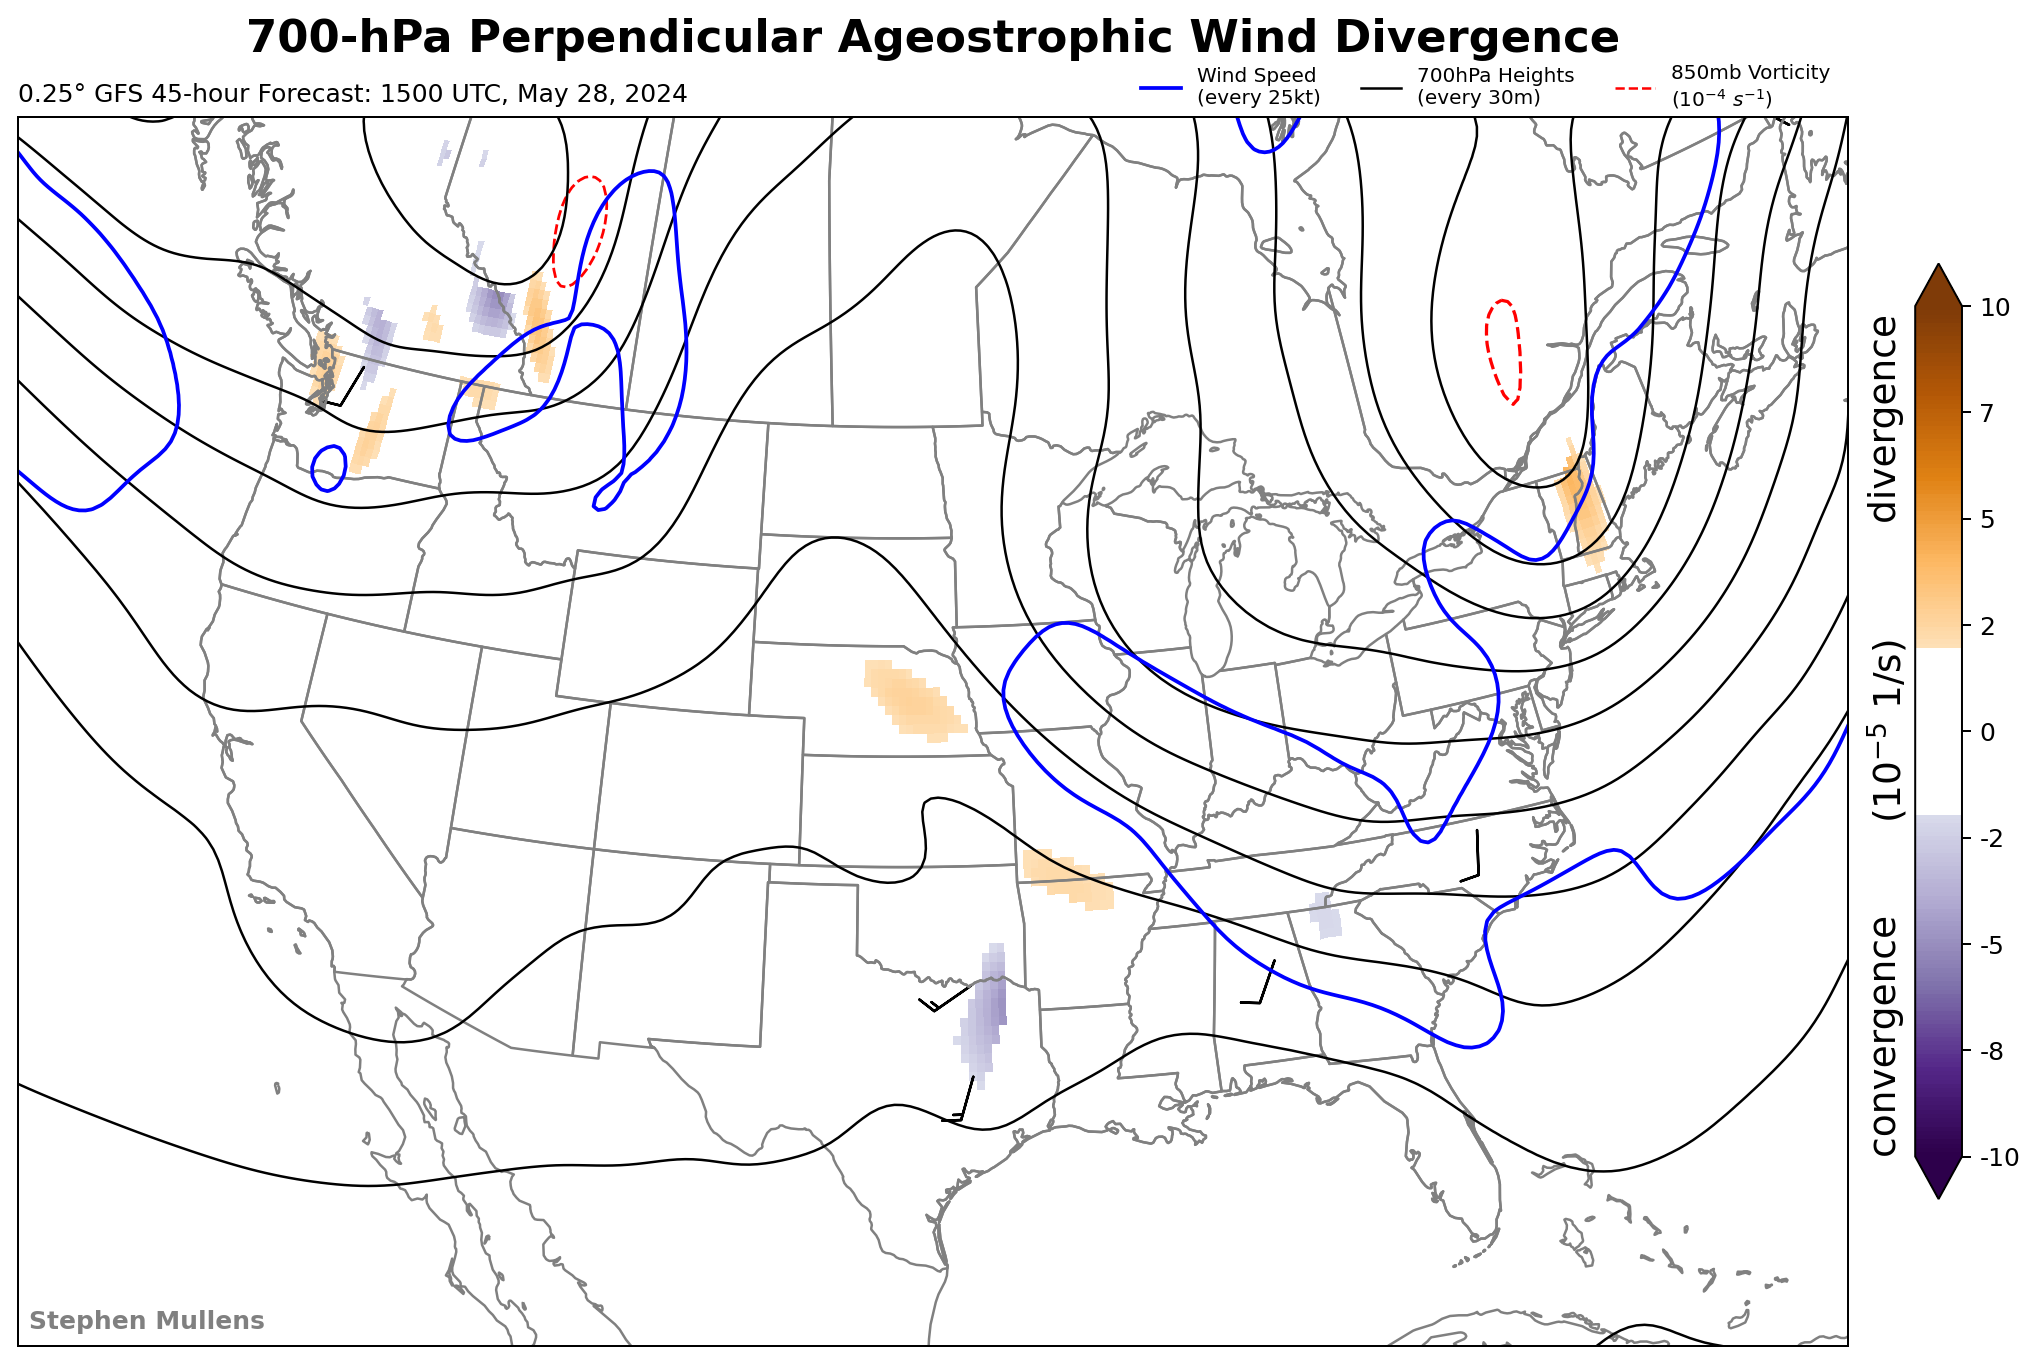 700-hPa Perpendicular Ageostrophic Wind Divergence
0.25° GFS 45-hour Forecast: 1500 UTC, May 28, 2024
Wind Speed
(every 25kt)
700hPa Heights
(every 30m)
850mb Vorticity
(10⁻⁴ s⁻¹)
10
7
5
2
0
-2
-5
-8
-10
convergence (10⁻⁵ 1/s) divergence
Stephen Mullens